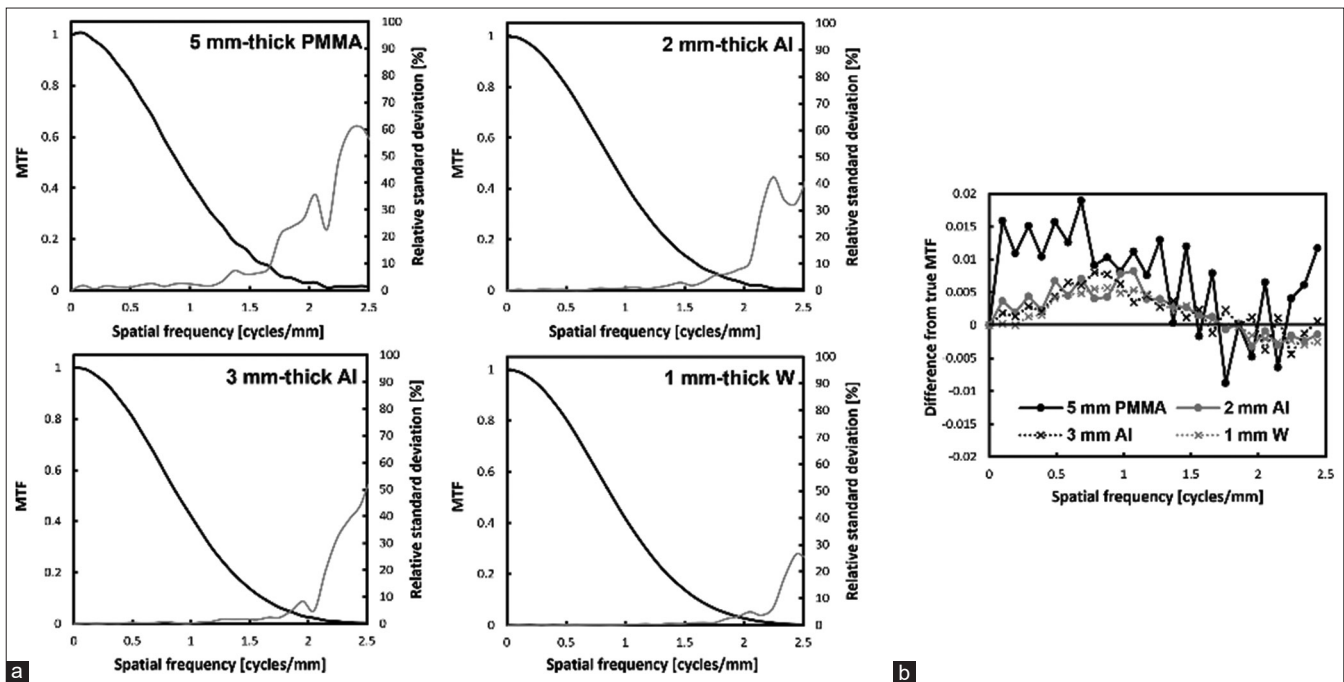 5 mm-thick PMMA
MTF
1
0.8
0.6
0.4
0.2
0
100
90
80
70
60
50
40
30
20
10
0
Relative standard deviation [%]
0 0.5 1 1.5 2 2.5
Spatial frequency [cycles/mm]
2 mm-thick Al
MTF
1
0.8
0.6
0.4
0.2
0
100
90
80
70
60
50
40
30
20
10
0
Relative standard deviation [%]
0 0.5 1 1.5 2 2.5
Spatial frequency [cycles/mm]
3 mm-thick Al
MTF
1
0.8
0.6
0.4
0.2
0
100
90
80
70
60
50
40
30
20
10
0
Relative standard deviation [%]
0 0.5 1 1.5 2 2.5
Spatial frequency [cycles/mm]
1 mm-thick W
MTF
1
0.8
0.6
0.4
0.2
0
100
90
80
70
60
50
40
30
20
10
0
Relative standard deviation [%]
0 0.5 1 1.5 2 2.5
Spatial frequency [cycles/mm]
a
Difference from true MTF
0.02
0.015
0.01
0.005
0
-0.005
-0.01
-0.015
-0.02
5 mm PMMA 2 mm Al
3 mm Al 1 mm W
0 0.5 1 1.5 2 2.5
Spatial frequency [cycles/mm]
b